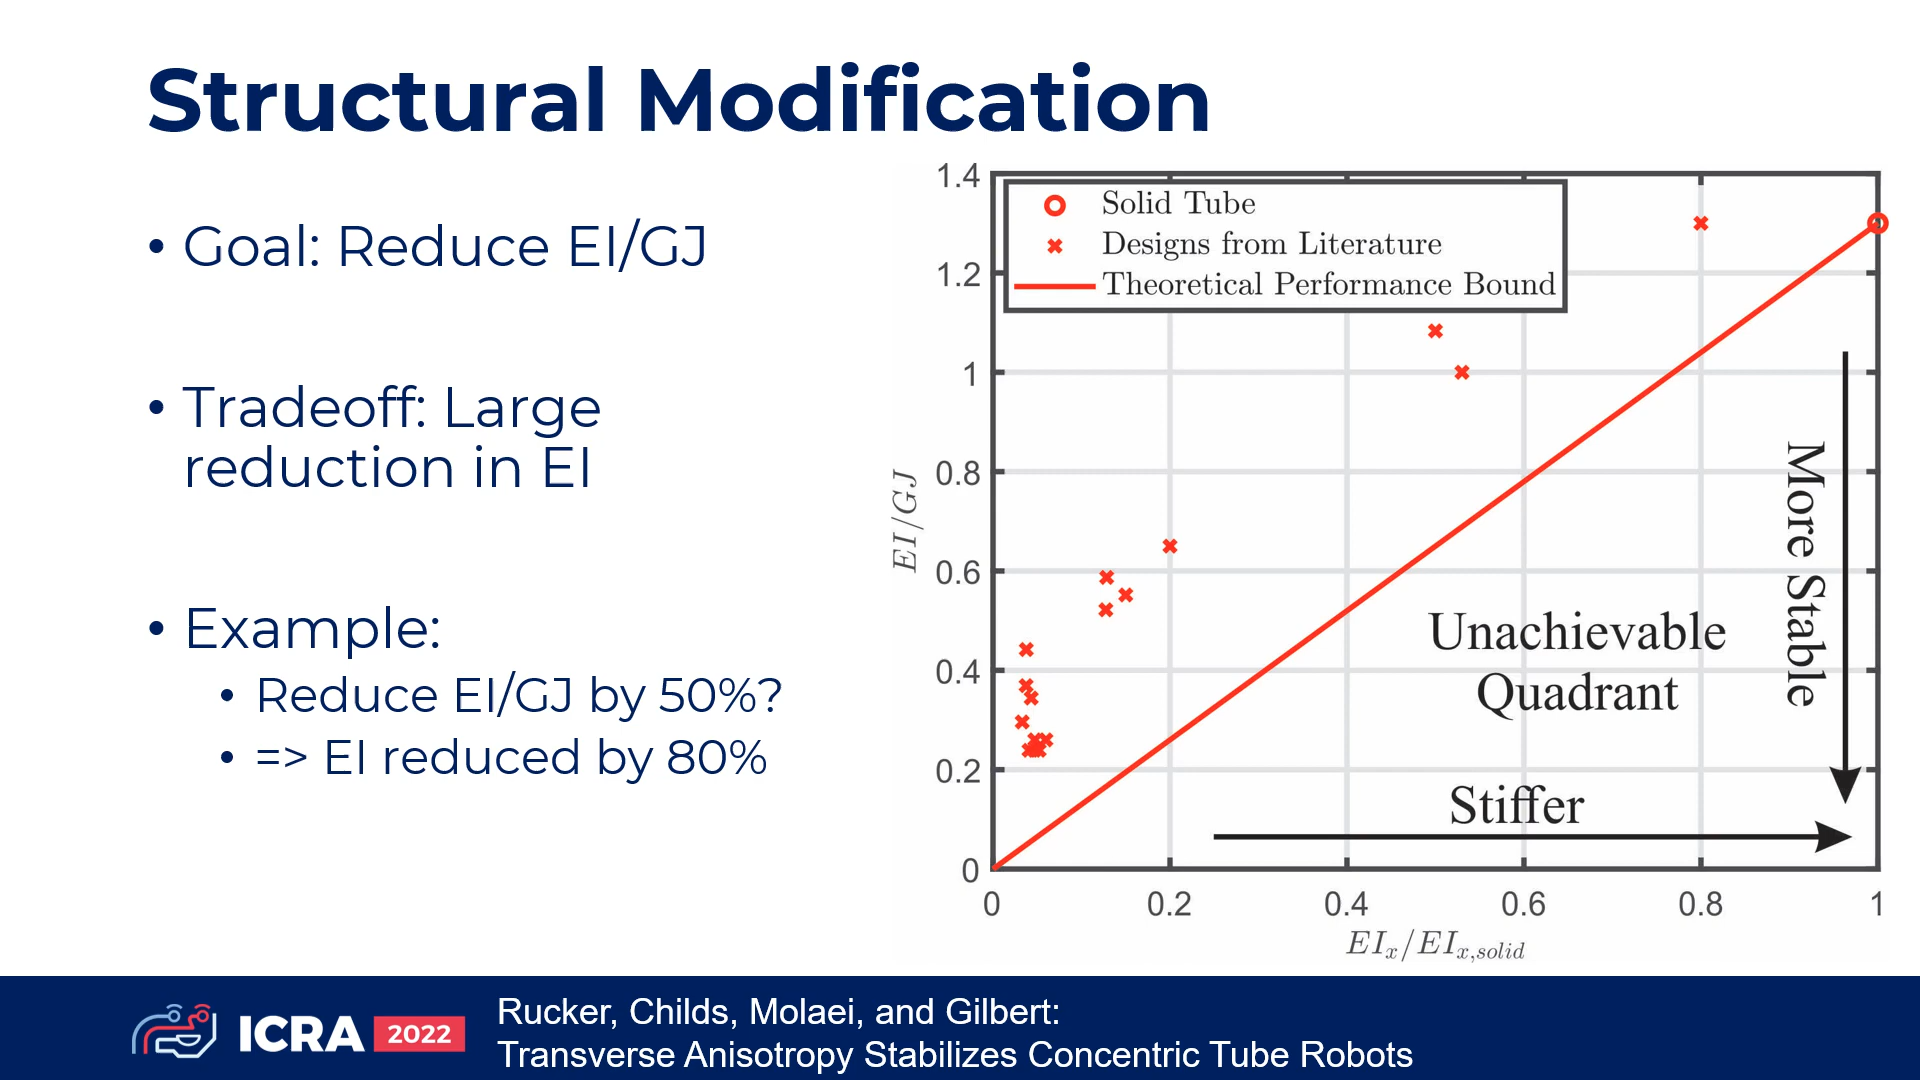 Structural Modification
• Goal: Reduce EI/GJ
• Tradeoff: Large
reduction in EI
• Example:
• Reduce EI/GJ by 50%?
• => EI reduced by 80%
Solid Tube
Designs from Literature
Theoretical Performance Bound
1.4
1.2
1
0.8
0.6
0.4
0.2
0
EI/GJ
More Stable
Unachievable
Quadrant
Stiffer
0 0.2 0.4 0.6 0.8 1
EIx/EIx,solid
ICRA 2022
Rucker, Childs, Molaei, and Gilbert:
Transverse Anisotropy Stabilizes Concentric Tube Robots